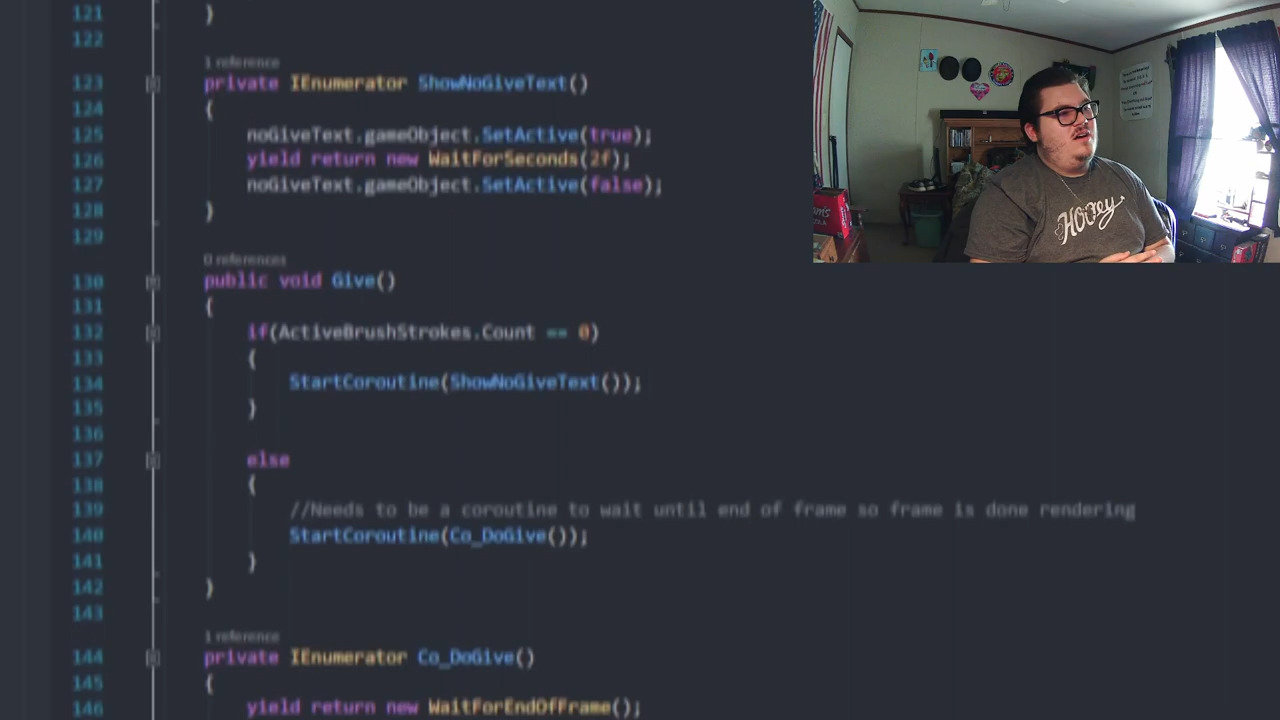 121 }
122
1 reference
123 private IEnumerator ShowNoGiveText()
124 {
125 noGiveText.gameObject.SetActive(true);
126 yield return new WaitForSeconds(2f);
127 noGiveText.gameObject.SetActive(false);
128 }
129
0 references
130 public void Give()
131 {
132 if(ActiveBrushStrokes.Count == 0)
133 {
134 StartCoroutine(ShowNoGiveText());
135 }
136
137 else
138 {
139 //Needs to be a coroutine to wait until end of frame so frame is done rendering
140 StartCoroutine(Co_DoGive());
141 }
142 }
143
1 reference
144 private IEnumerator Co_DoGive()
145 {
146 yield return new WaitForEndOfFrame();
Hockey